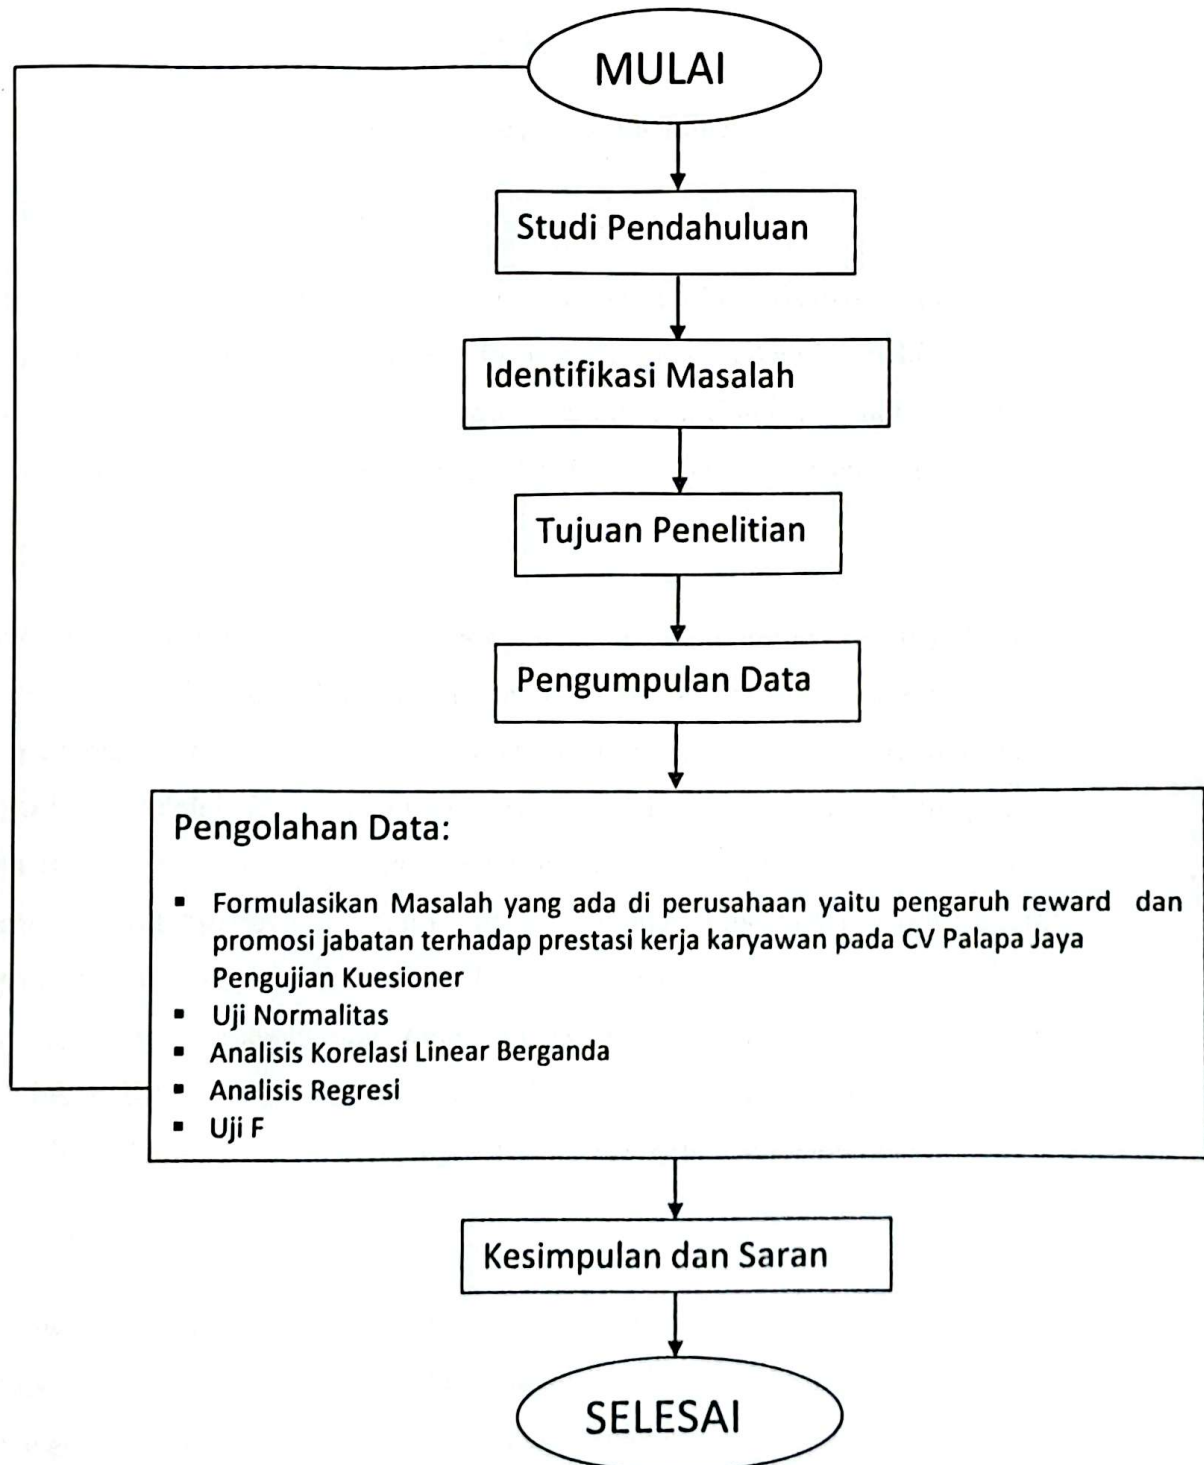 MULAI
Studi Pendahuluan
Identifikasi Masalah
Tujuan Penelitian
Pengumpulan Data
Pengolahan Data:
▪ Formulasikan Masalah yang ada di perusahaan yaitu pengaruh reward dan
promosi jabatan terhadap prestasi kerja karyawan pada CV Palapa Jaya
Pengujian Kuesioner
▪ Uji Normalitas
▪ Analisis Korelasi Linear Berganda
▪ Analisis Regresi
▪ Uji F
Kesimpulan dan Saran
SELESAI